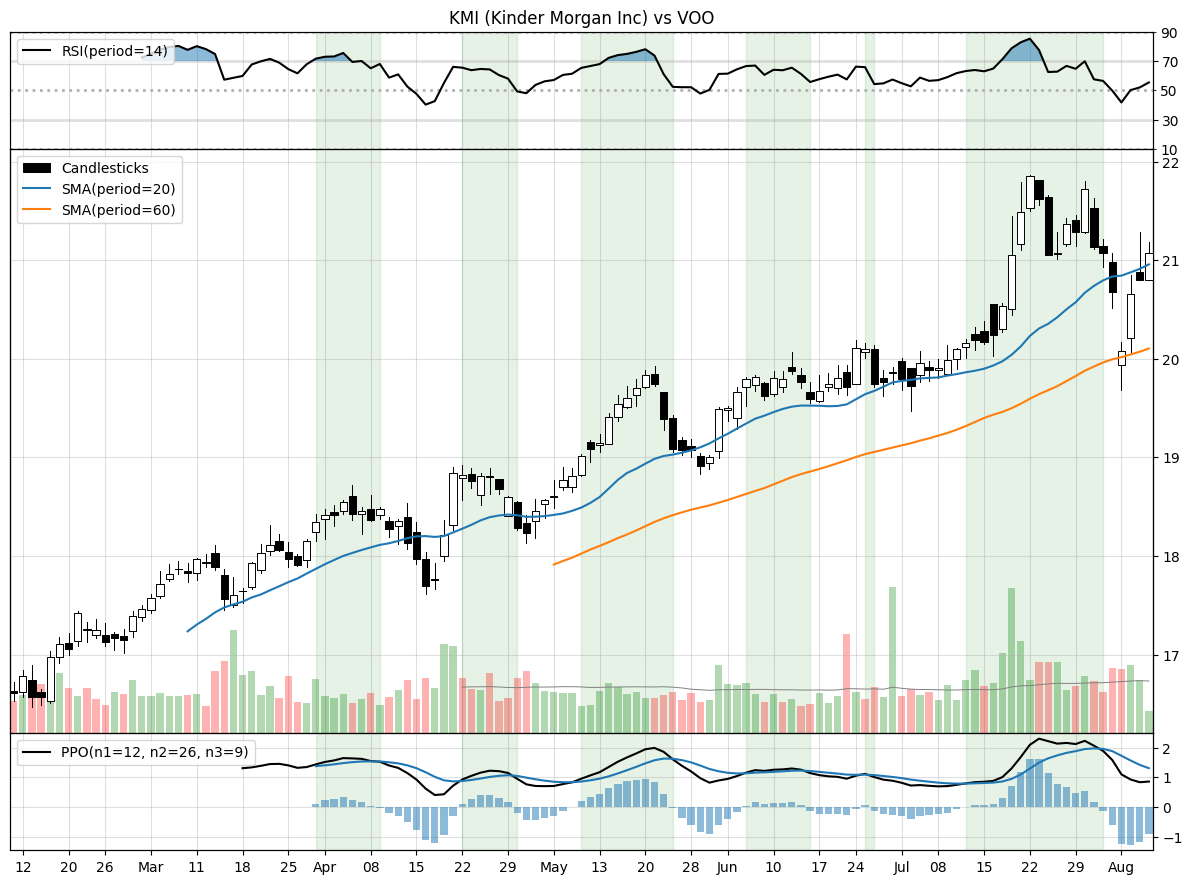 KMI (Kinder Morgan Inc) vs VOO
RSI(period=14)
90
70
50
30
10
Candlesticks
SMA(period=20)
SMA(period=60)
22
21
20
19
18
17
PPO(n1=12, n2=26, n3=9)
2
1
0
−1
12 20 26 Mar 11 18 25 Apr 08 15 22 29 May 13 20 28 Jun 10 17 24 Jul 08 15 22 29 Aug